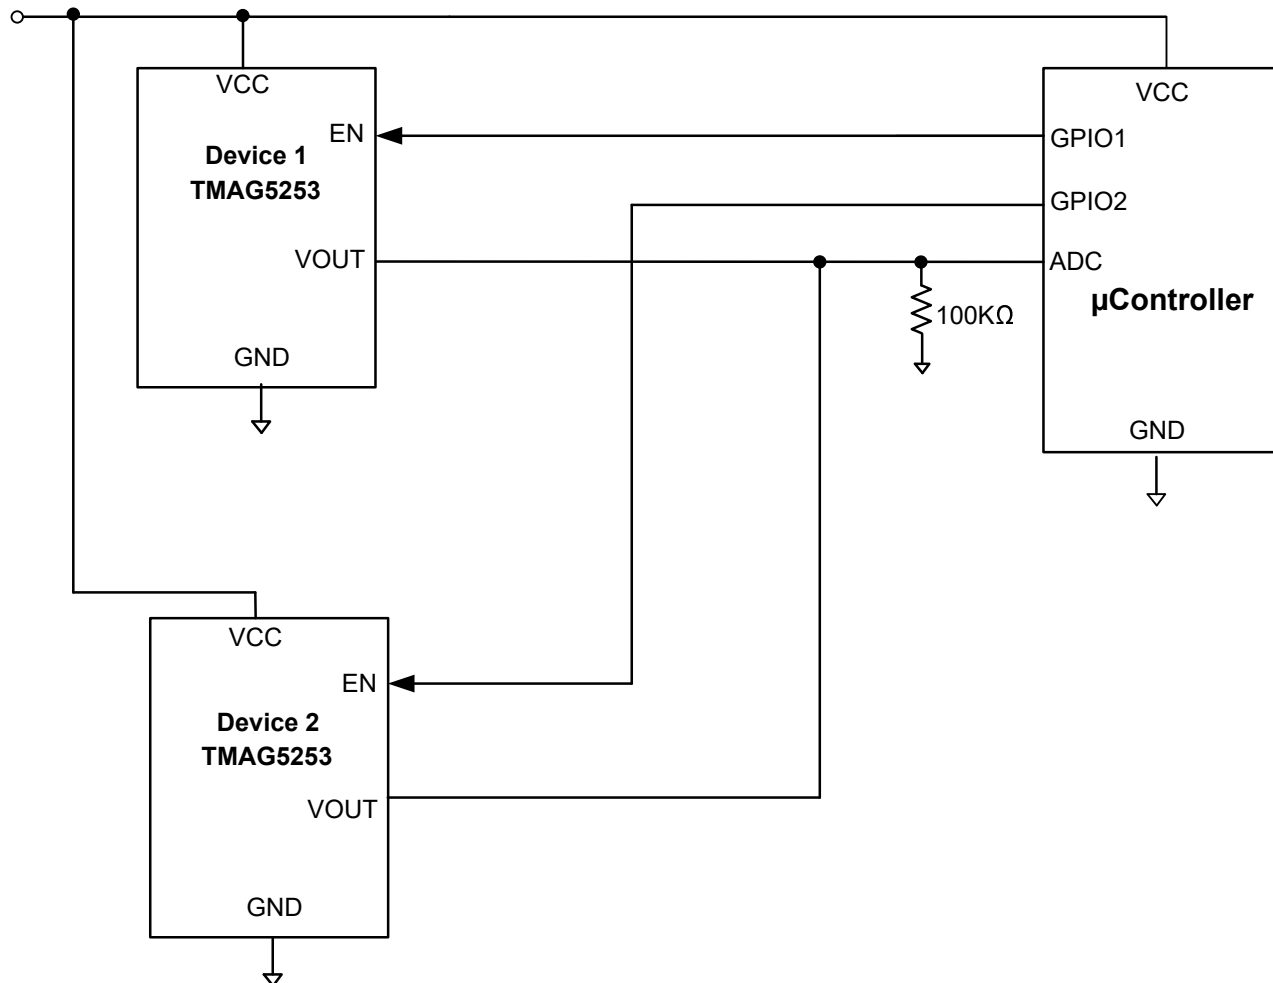 VCC
EN
Device 1
TMAG5253
VOUT
GND
VCC
GPIO1
GPIO2
ADC
µController
100KΩ
GND
VCC
EN
Device 2
TMAG5253
VOUT
GND